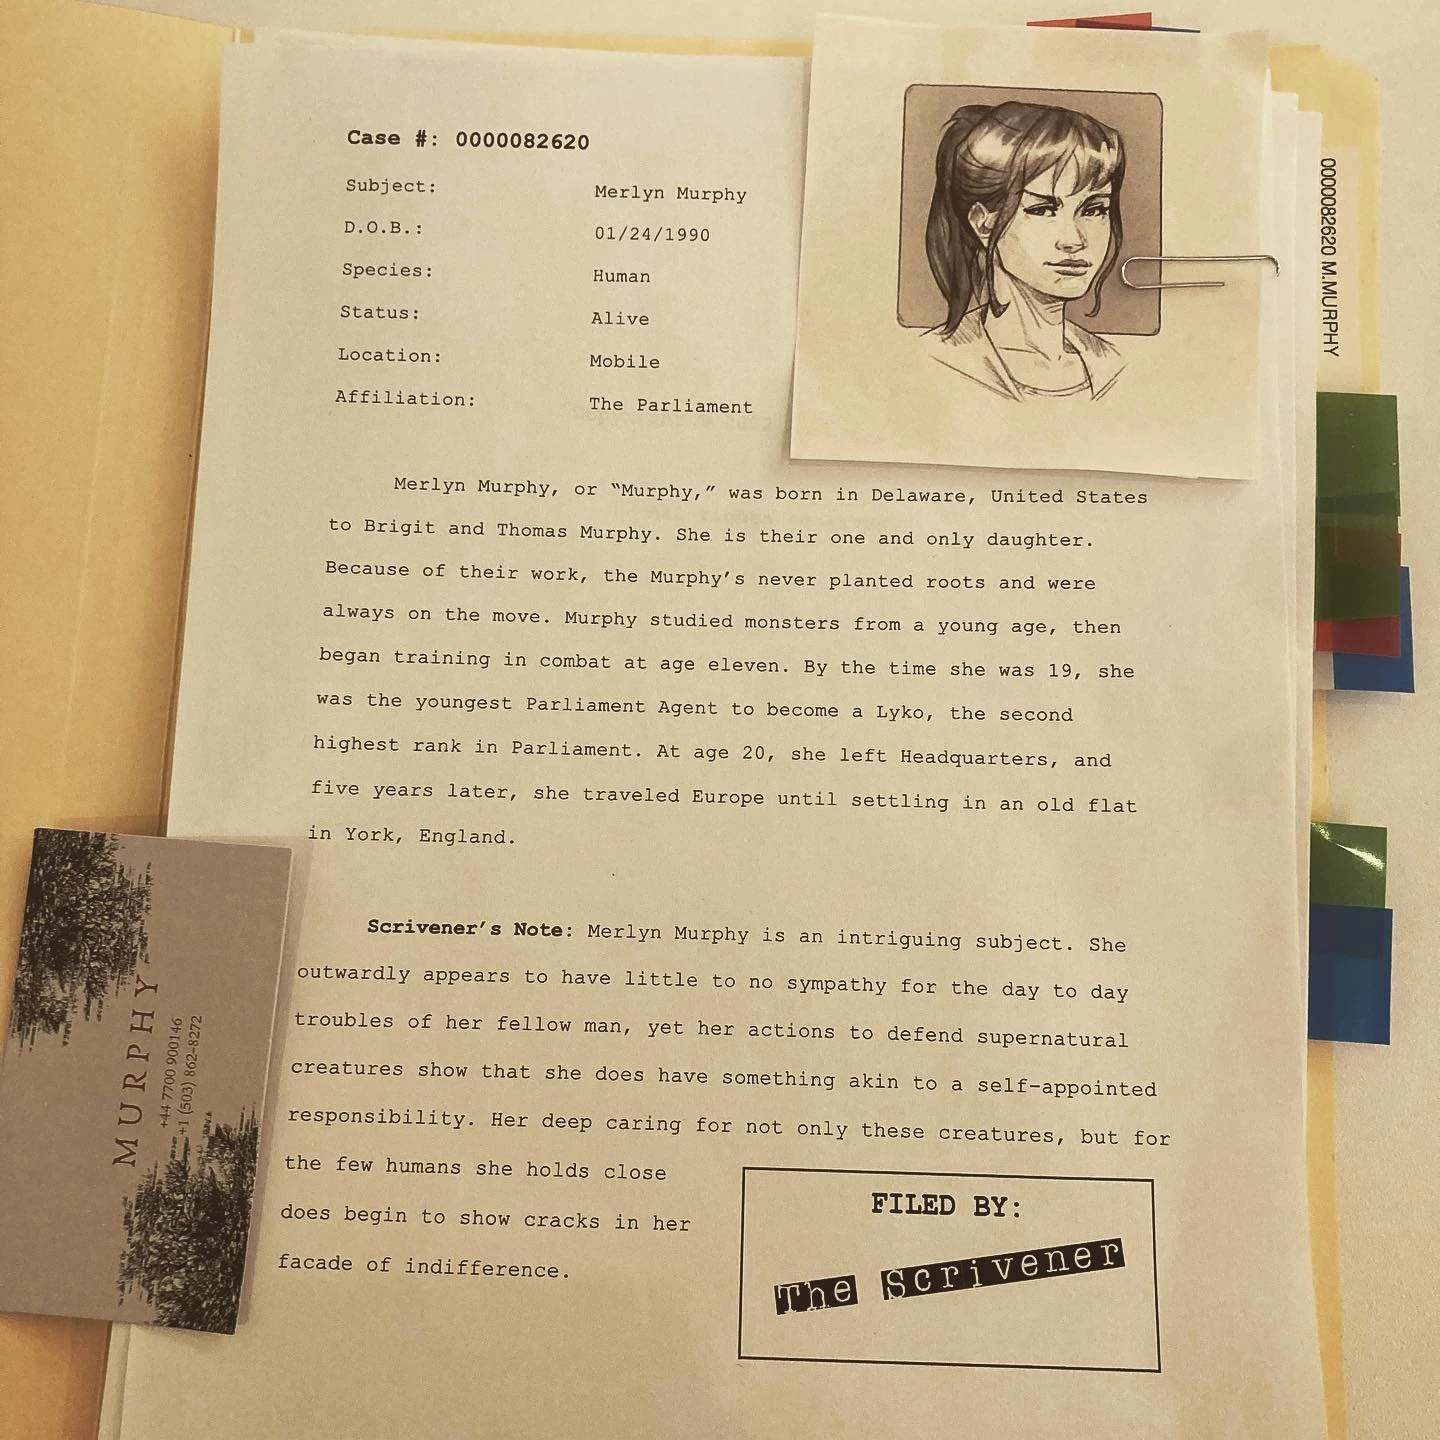 Case #: 0000082620
Subject: Merlyn Murphy
D.O.B.: 01/24/1990
Species: Human
Status: Alive
Location: Mobile
Affiliation: The Parliament
Merlyn Murphy, or “Murphy,” was born in Delaware, United States
to Brigit and Thomas Murphy. She is their one and only daughter.
Because of their work, the Murphy’s never planted roots and were
always on the move. Murphy studied monsters from a young age, then
began training in combat at age eleven. By the time she was 19, she
was the youngest Parliament Agent to become a Lyko, the second
highest rank in Parliament. At age 20, she left Headquarters, and
five years later, she traveled Europe until settling in an old flat
in York, England.
Scrivener’s Note: Merlyn Murphy is an intriguing subject. She
outwardly appears to have little to no sympathy for the day to day
troubles of her fellow man, yet her actions to defend supernatural
creatures show that she does have something akin to a self-appointed
responsibility. Her deep caring for not only these creatures, but for
the few humans she holds close
does begin to show cracks in her
facade of indifference.
FILED BY:
The Scrivener
0000082620 M.MURPHY
MURPHY
+44 7700 900146
+1 (503) 862-8272